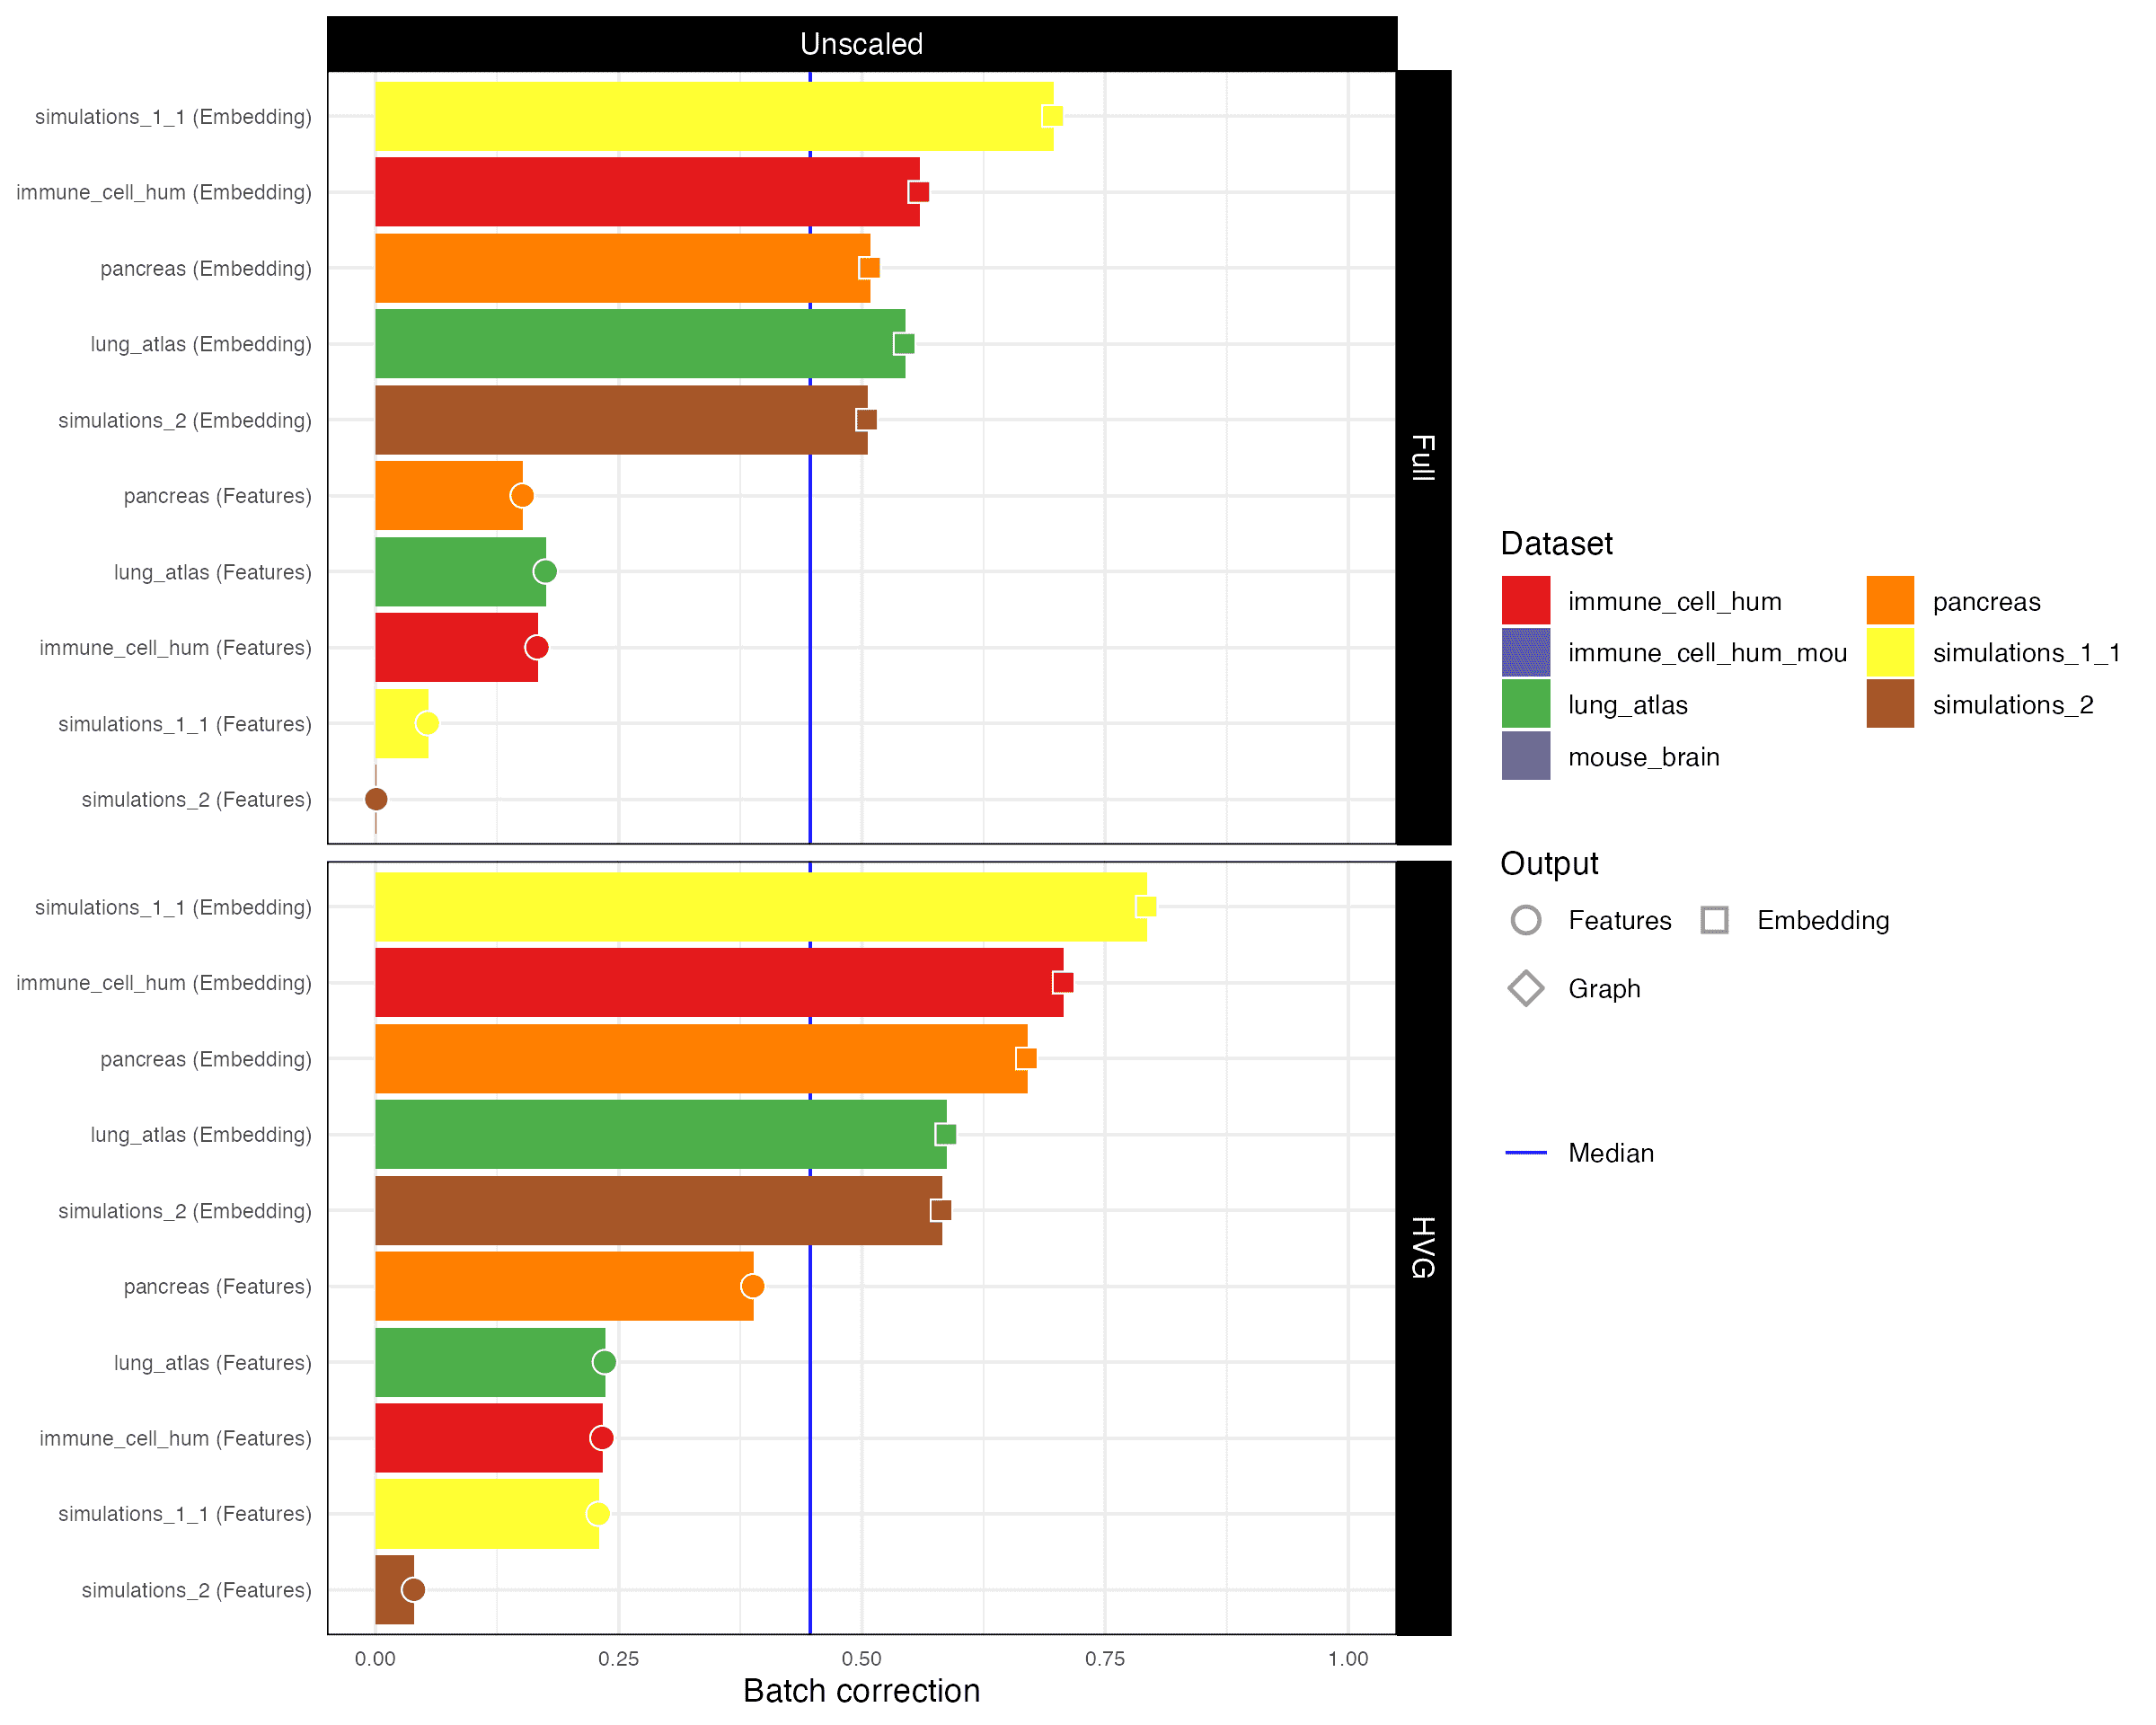 Unscaled
simulations_1_1 (Embedding)
immune_cell_hum (Embedding)
pancreas (Embedding)
lung_atlas (Embedding)
simulations_2 (Embedding)
pancreas (Features)
lung_atlas (Features)
immune_cell_hum (Features)
simulations_1_1 (Features)
simulations_2 (Features)
Full
simulations_1_1 (Embedding)
immune_cell_hum (Embedding)
pancreas (Embedding)
lung_atlas (Embedding)
simulations_2 (Embedding)
pancreas (Features)
lung_atlas (Features)
immune_cell_hum (Features)
simulations_1_1 (Features)
simulations_2 (Features)
HVG
0.00 0.25 0.50 0.75 1.00
Batch correction
Dataset
immune_cell_hum pancreas
immune_cell_hum_mou simulations_1_1
lung_atlas simulations_2
mouse_brain
Output
Features Embedding
Graph
Median